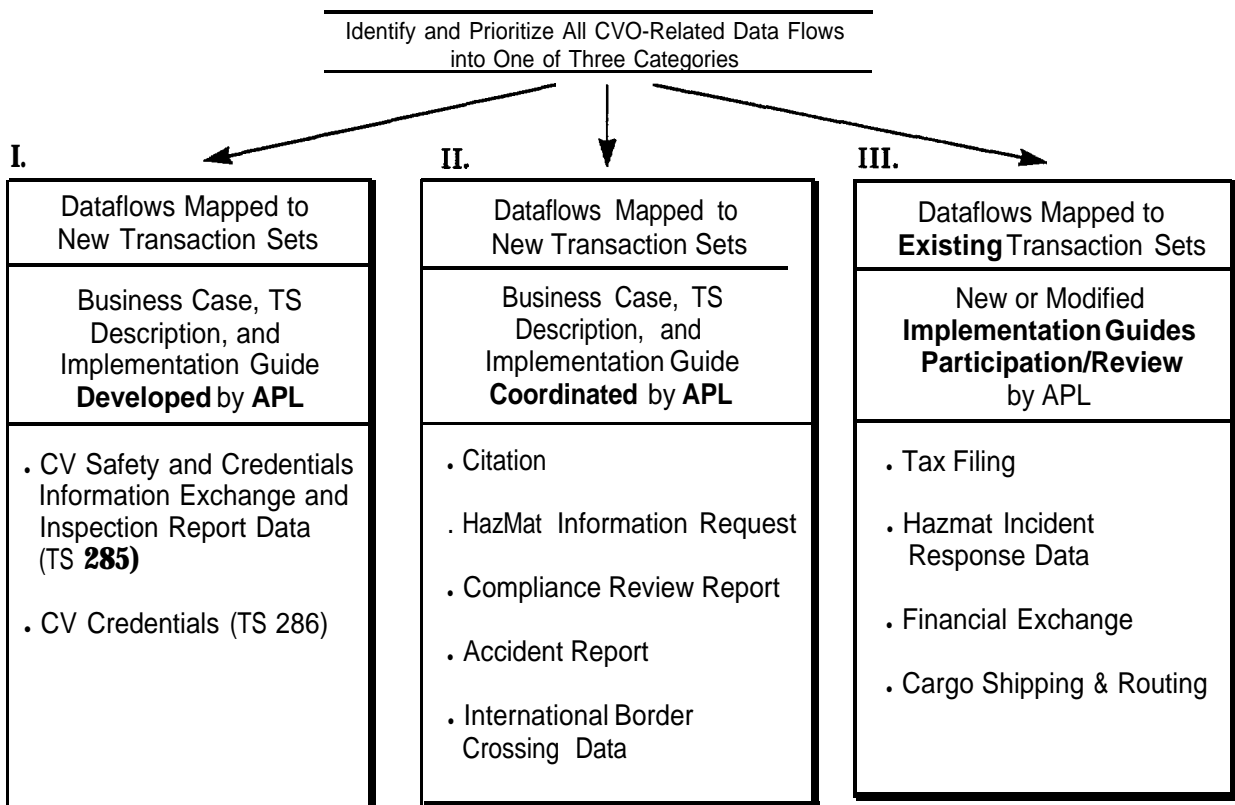 Identify and Prioritize All CVO-Related Data Flows
into One of Three Categories
I.
Dataflows Mapped to
New Transaction Sets
Business Case, TS
Description, and
Implementation Guide
Developed by APL
. CV Safety and Credentials
Information Exchange and
Inspection Report Data
(TS 285)
. CV Credentials (TS 286)
II.
Dataflows Mapped to
New Transaction Sets
Business Case, TS
Description, and
Implementation Guide
Coordinated by APL
. Citation
. HazMat Information Request
. Compliance Review Report
. Accident Report
. International Border
Crossing Data
III.
Dataflows Mapped to
Existing Transaction Sets
New or Modified
Implementation Guides
Participation/Review
by APL
. Tax Filing
. Hazmat Incident
Response Data
. Financial Exchange
. Cargo Shipping & Routing